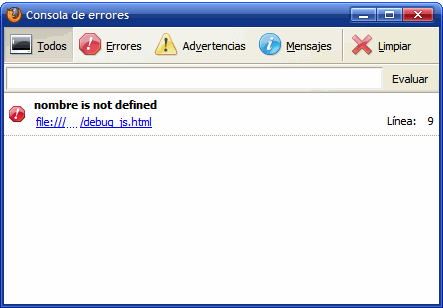 Consola de errores
Todos Errores Advertencias Mensajes Limpiar
Evaluar
nombre is not defined
file:/// /debug_js.html Línea: 9